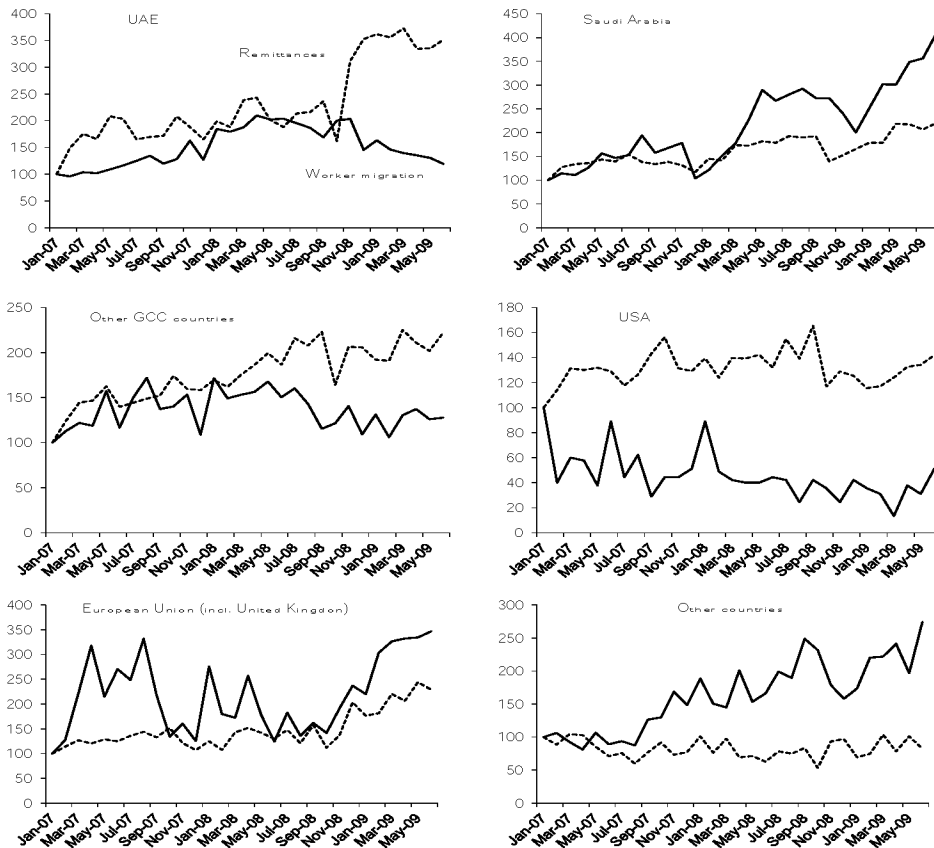 UAE
Remittances
Worker migration
400
350
300
250
200
150
100
50
0
Jan-07
Mar-07
May-07
Jul-07
Sep-07
Nov-07
Jan-08
Mar-08
May-08
Jul-08
Sep-08
Nov-08
Jan-09
Mar-09
May-09
Saudi Arabia
450
400
350
300
250
200
150
100
50
0
Jan-07
Mar-07
May-07
Jul-07
Sep-07
Nov-07
Jan-08
Mar-08
May-08
Jul-08
Sep-08
Nov-08
Jan-09
Mar-09
May-09
Other GCC countries
250
200
150
100
50
0
Jan-07
Mar-07
May-07
Jul-07
Sep-07
Nov-07
Jan-08
Mar-08
May-08
Jul-08
Sep-08
Nov-08
Jan-09
Mar-09
May-09
USA
180
160
140
120
100
80
60
40
20
0
Jan-07
Mar-07
May-07
Jul-07
Sep-07
Nov-07
Jan-08
Mar-08
May-08
Jul-08
Sep-08
Nov-08
Jan-09
Mar-09
May-09
European Union (incl. United Kingdon)
400
350
300
250
200
150
100
50
0
Jan-07
Mar-07
May-07
Jul-07
Sep-07
Nov-07
Jan-08
Mar-08
May-08
Jul-08
Sep-08
Nov-08
Jan-09
Mar-09
May-09
Other countries
300
250
200
150
100
50
0
Jan-07
Mar-07
May-07
Jul-07
Sep-07
Nov-07
Jan-08
Mar-08
May-08
Jul-08
Sep-08
Nov-08
Jan-09
Mar-09
May-09